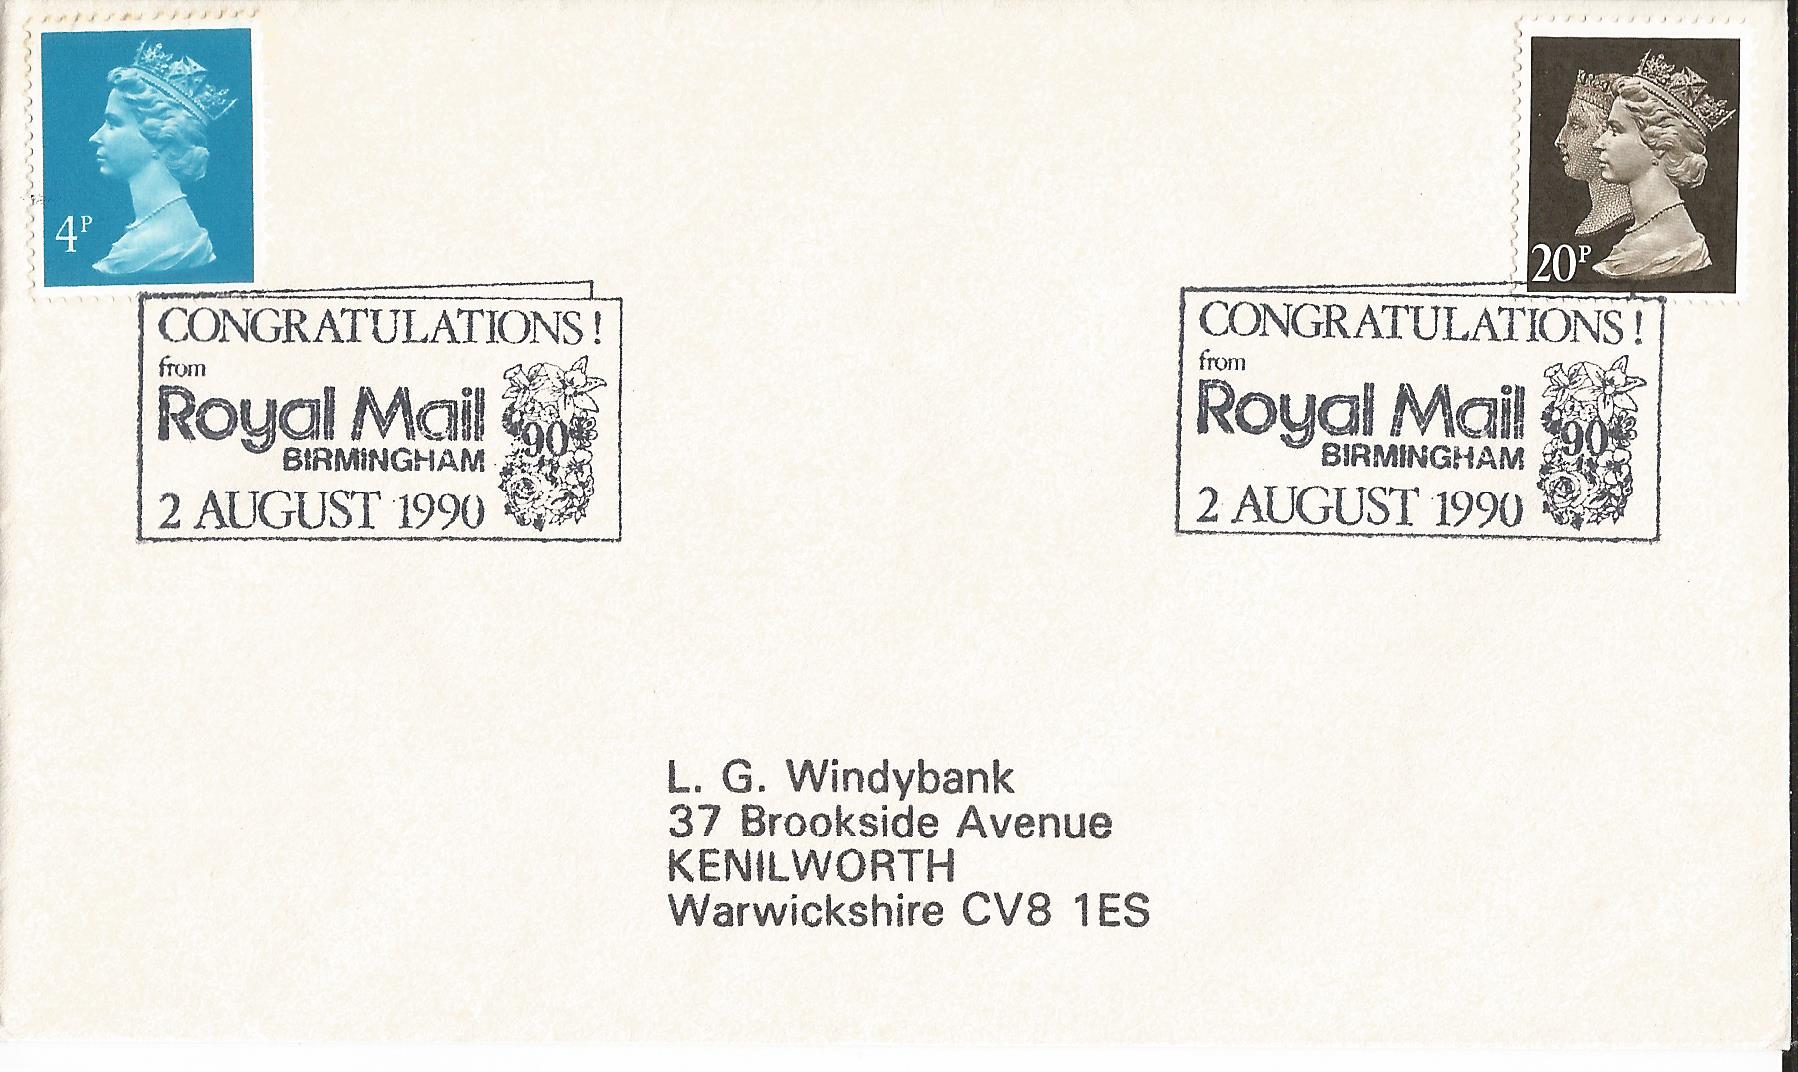 4P
20P
CONGRATULATIONS!
from
Royal Mail
BIRMINGHAM
90
2 AUGUST 1990
CONGRATULATIONS!
from
Royal Mail
BIRMINGHAM
90
2 AUGUST 1990
L. G. Windybank
37 Brookside Avenue
KENILWORTH
Warwickshire CV8 1ES